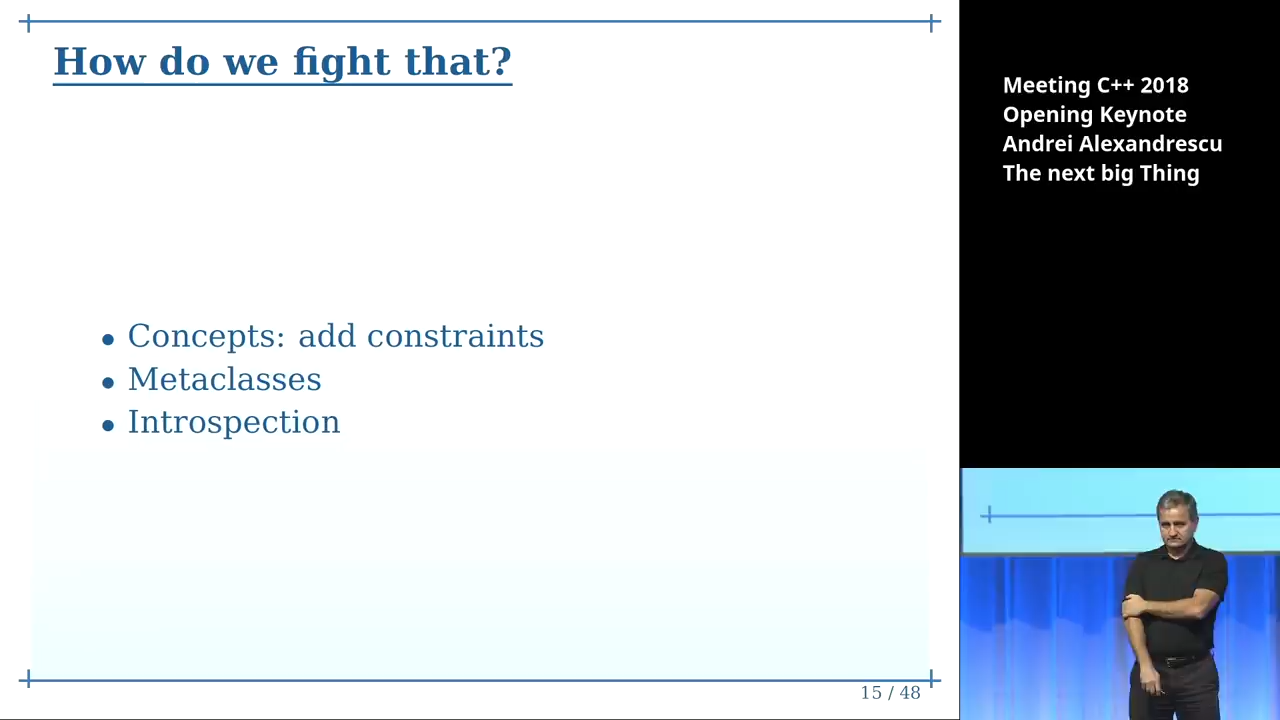 How do we fight that?
• Concepts: add constraints
• Metaclasses
• Introspection
15 / 48
Meeting C++ 2018
Opening Keynote
Andrei Alexandrescu
The next big Thing